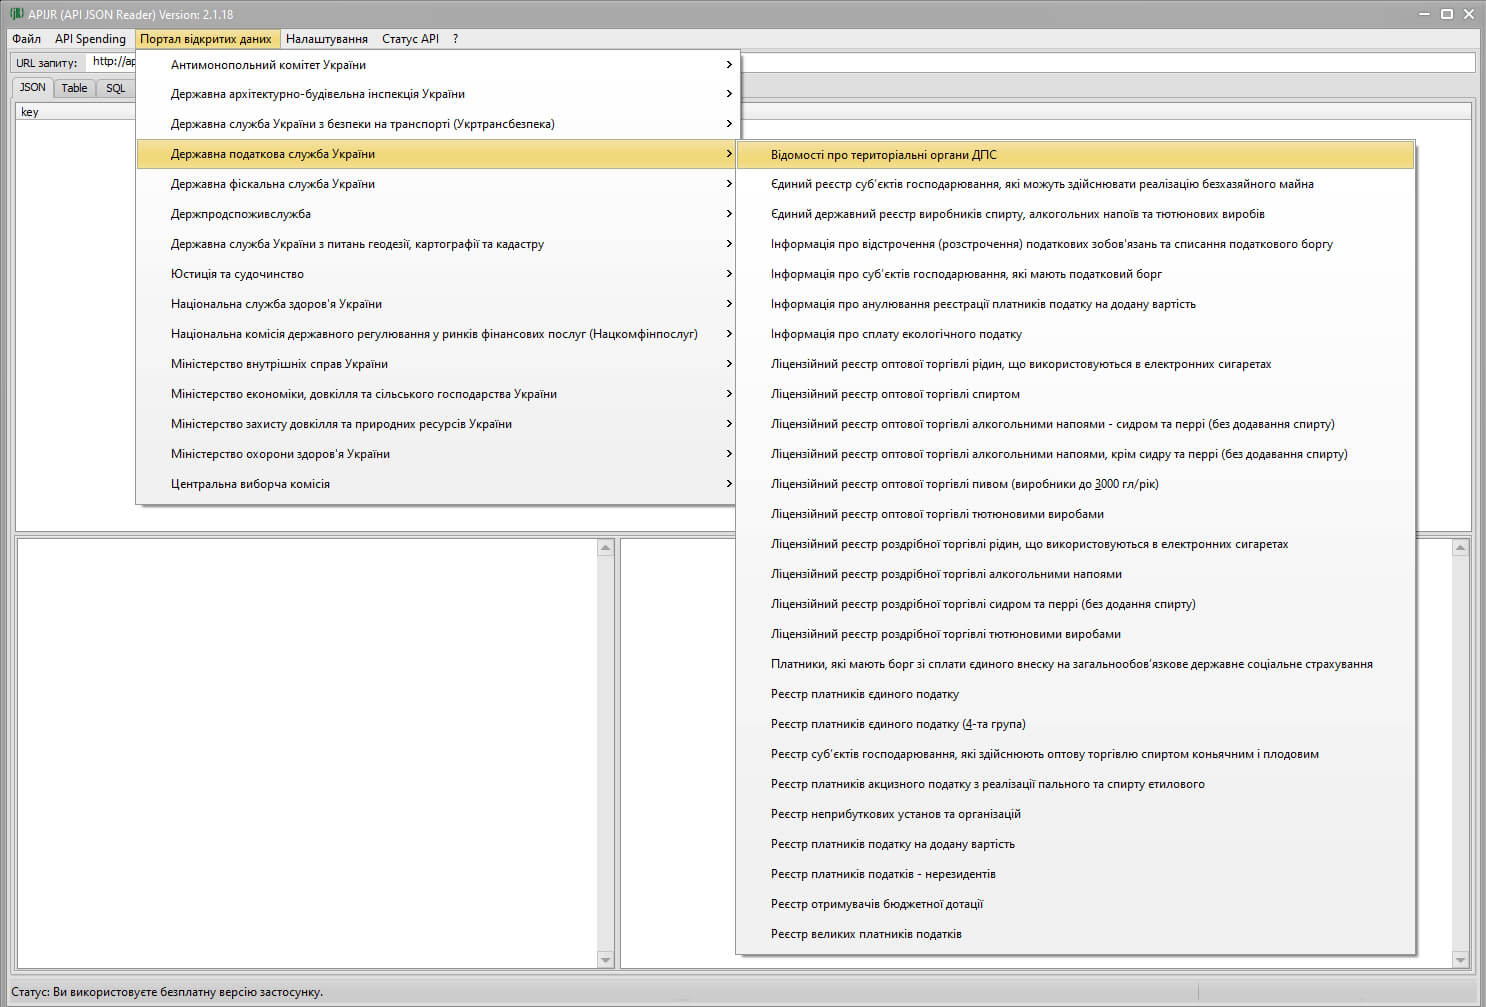 APIJR (API JSON Reader) Version: 2.1.18
Файл API Spending Портал відкритих даних Налаштування Статус API ?
URL запиту: http://ap
JSON Table SQL
key
Антимонопольний комітет України
Державна архітектурно-будівельна інспекція України
Державна служба України з безпеки на транспорті (Укртрансбезпека)
Державна податкова служба України
Державна фіскальна служба України
Держпродспоживслужба
Державна служба України з питань геодезії, картографії та кадастру
Юстиція та судочинство
Національна служба здоров'я України
Національна комісія державного регулювання у ринків фінансових послуг (Нацкомфінпослуг)
Міністерство внутрішніх справ України
Міністерство економіки, довкілля та сільського господарства України
Міністерство захисту довкілля та природних ресурсів України
Міністерство охорони здоров'я України
Центральна виборча комісія
Відомості про територіальні органи ДПС
Єдиний реєстр суб'єктів господарювання, які можуть здійснювати реалізацію безхазяйного майна
Єдиний державний реєстр виробників спирту, алкогольних напоїв та тютюнових виробів
Інформація про відстрочення (розстрочення) податкових зобов'язань та списання податкового боргу
Інформація про суб'єктів господарювання, які мають податковий борг
Інформація про анулювання реєстрації платників податку на додану вартість
Інформація про сплату екологічного податку
Ліцензійний реєстр оптової торгівлі рідин, що використовуються в електронних сигаретах
Ліцензійний реєстр оптової торгівлі спиртом
Ліцензійний реєстр оптової торгівлі алкогольними напоями - сидром та перрі (без додавання спирту)
Ліцензійний реєстр оптової торгівлі алкогольними напоями, крім сидру та перрі (без додавання спирту)
Ліцензійний реєстр оптової торгівлі пивом (виробники до 3000 гл/рік)
Ліцензійний реєстр оптової торгівлі тютюновими виробами
Ліцензійний реєстр роздрібної торгівлі рідин, що використовуються в електронних сигаретах
Ліцензійний реєстр роздрібної торгівлі алкогольними напоями
Ліцензійний реєстр роздрібної торгівлі сидром та перрі (без додання спирту)
Ліцензійний реєстр роздрібної торгівлі тютюновими виробами
Платники, які мають борг зі сплати єдиного внеску на загальнообов'язкове державне соціальне страхування
Реєстр платників єдиного податку
Реєстр платників єдиного податку (4-та група)
Реєстр суб'єктів господарювання, які здійснюють оптову торгівлю спиртом коньячним і плодовим
Реєстр платників акцизного податку з реалізації пального та спирту етилового
Реєстр неприбуткових установ та організацій
Реєстр платників податку на додану вартість
Реєстр платників податків - нерезидентів
Реєстр отримувачів бюджетної дотації
Реєстр великих платників податків
Статус: Ви використовуєте безплатну версію застосунку.